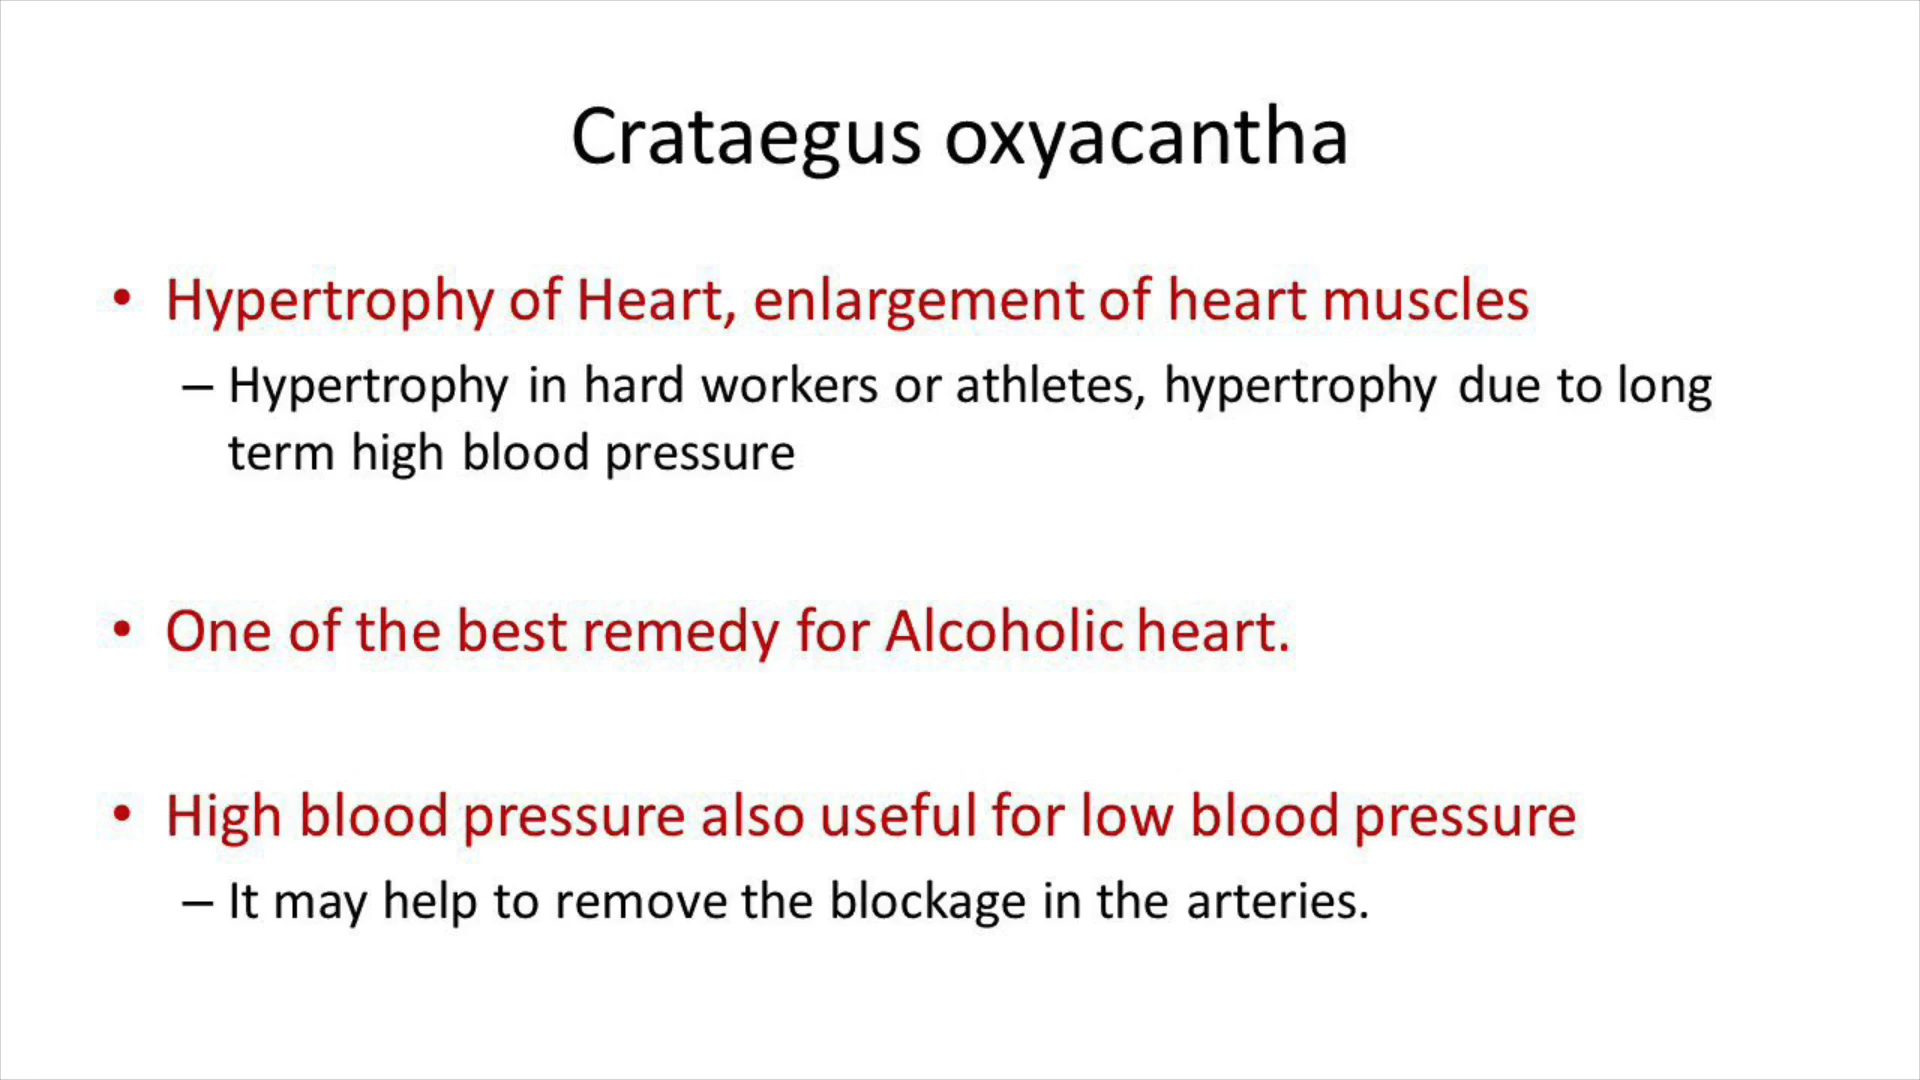 Crataegus oxyacantha
• Hypertrophy of Heart, enlargement of heart muscles
– Hypertrophy in hard workers or athletes, hypertrophy due to long
term high blood pressure
• One of the best remedy for Alcoholic heart.
• High blood pressure also useful for low blood pressure
– It may help to remove the blockage in the arteries.